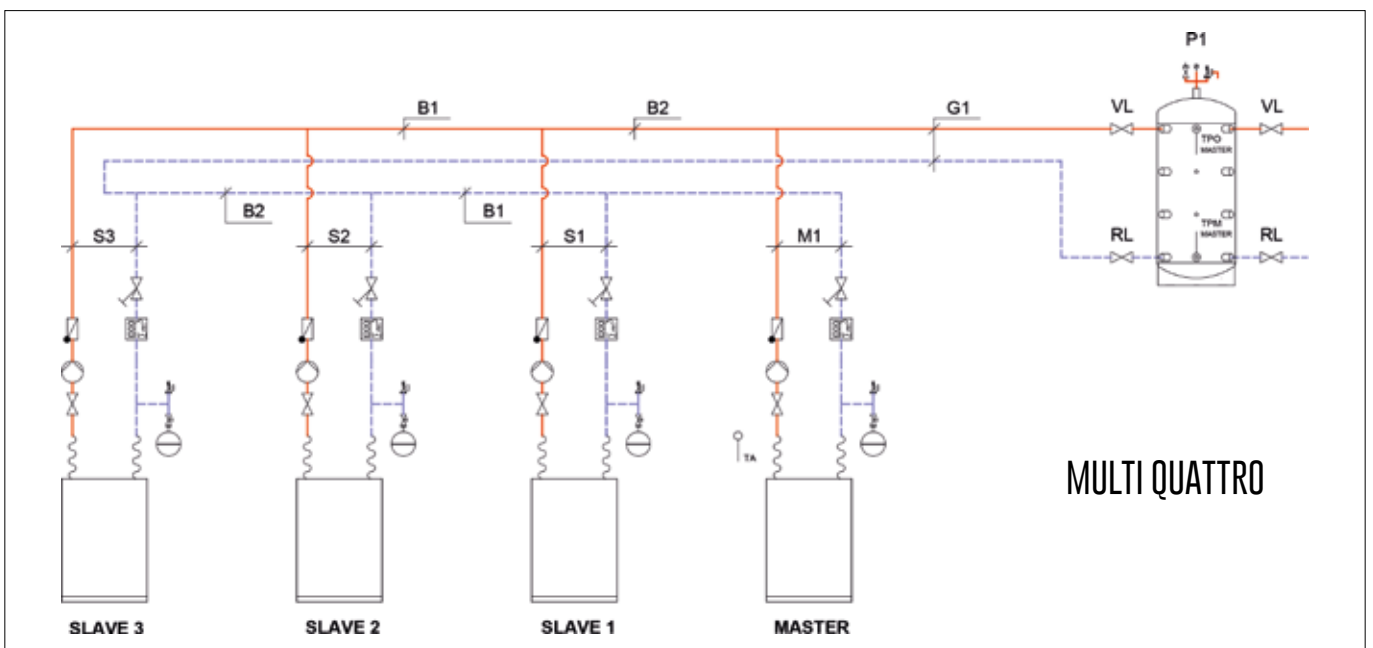 P1
B1 B2 G1 VL VL
TPO
MASTER
B2 B1
S3 S2 S1 M1 RL RL
TPM
MASTER
TA
MULTI QUATTRO
SLAVE 3 SLAVE 2 SLAVE 1 MASTER